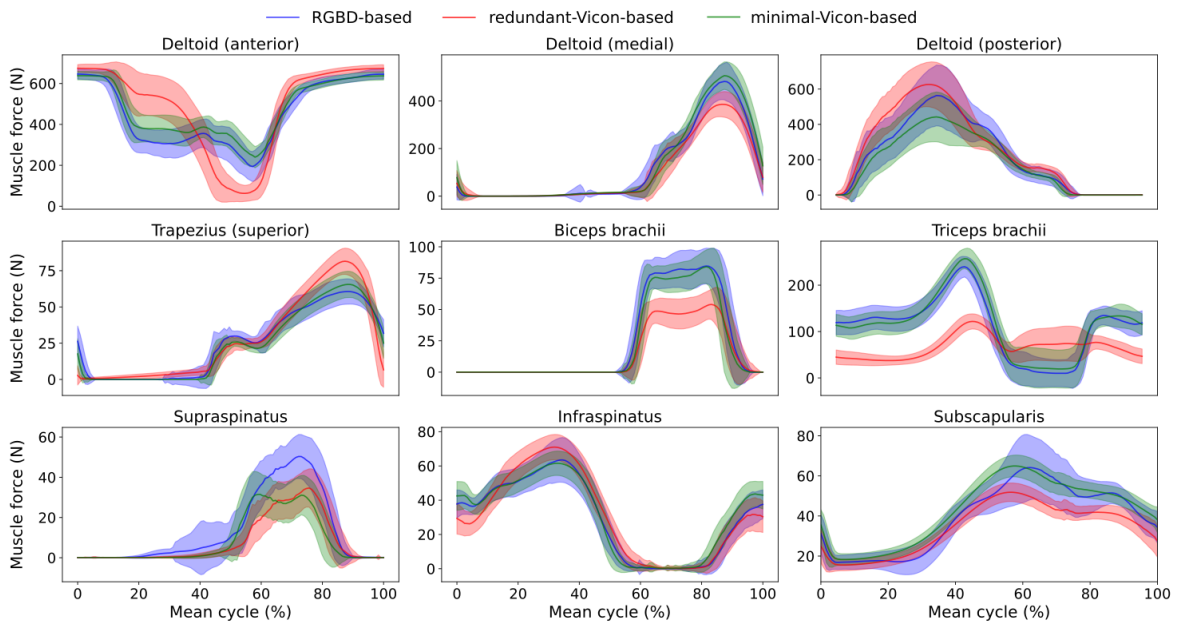 RGBD-based redundant-Vicon-based minimal-Vicon-based
Deltoid (anterior) Deltoid (medial) Deltoid (posterior)
Muscle force (N)
0 200 400 600
0 200 400
0 200 400 600
Trapezius (superior) Biceps brachii Triceps brachii
Muscle force (N)
0 25 50 75
0 25 50 75 100
0 100 200
Supraspinatus Infraspinatus Subscapularis
Muscle force (N)
0 20 40 60
0 20 40 60 80
20 40 60 80
0 20 40 60 80 100 0 20 40 60 80 100 0 20 40 60 80 100
Mean cycle (%) Mean cycle (%) Mean cycle (%)